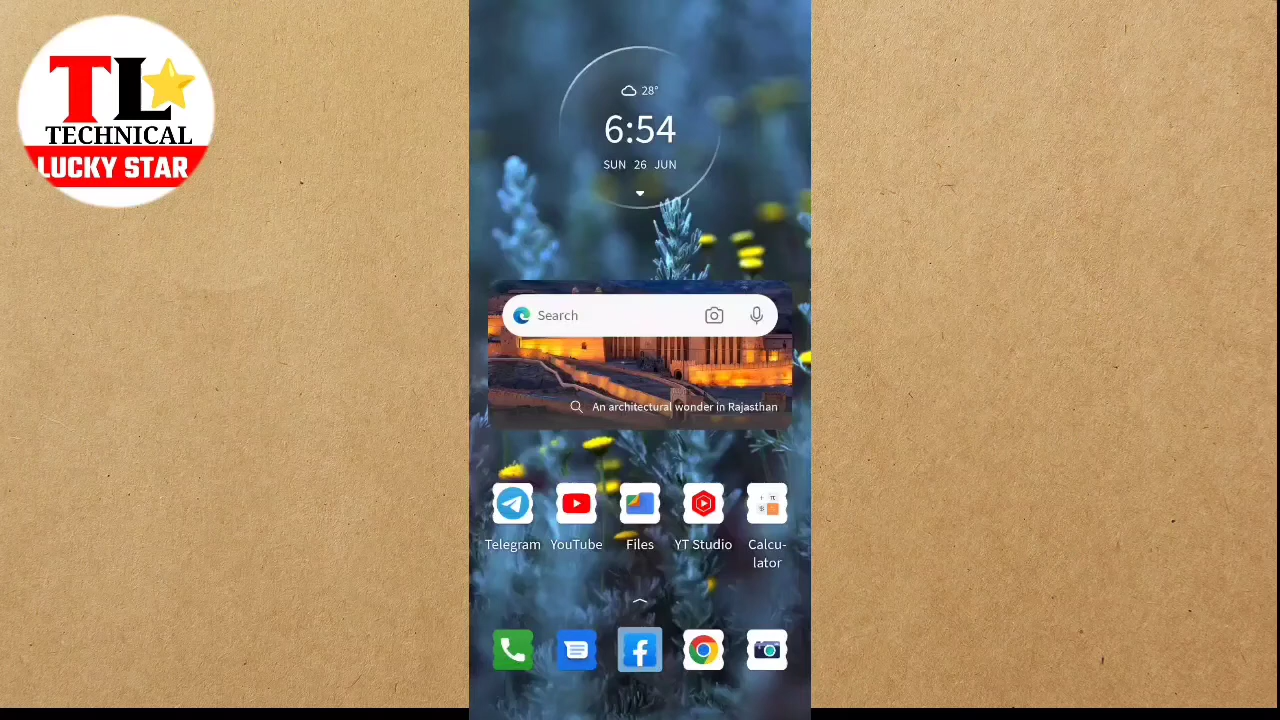 TL
TECHNICAL
LUCKY STAR
28°
6:54
SUN 26 JUN
Search
An architectural wonder in Rajasthan
Telegram
YouTube
Files
YT Studio
Calcu-
lator